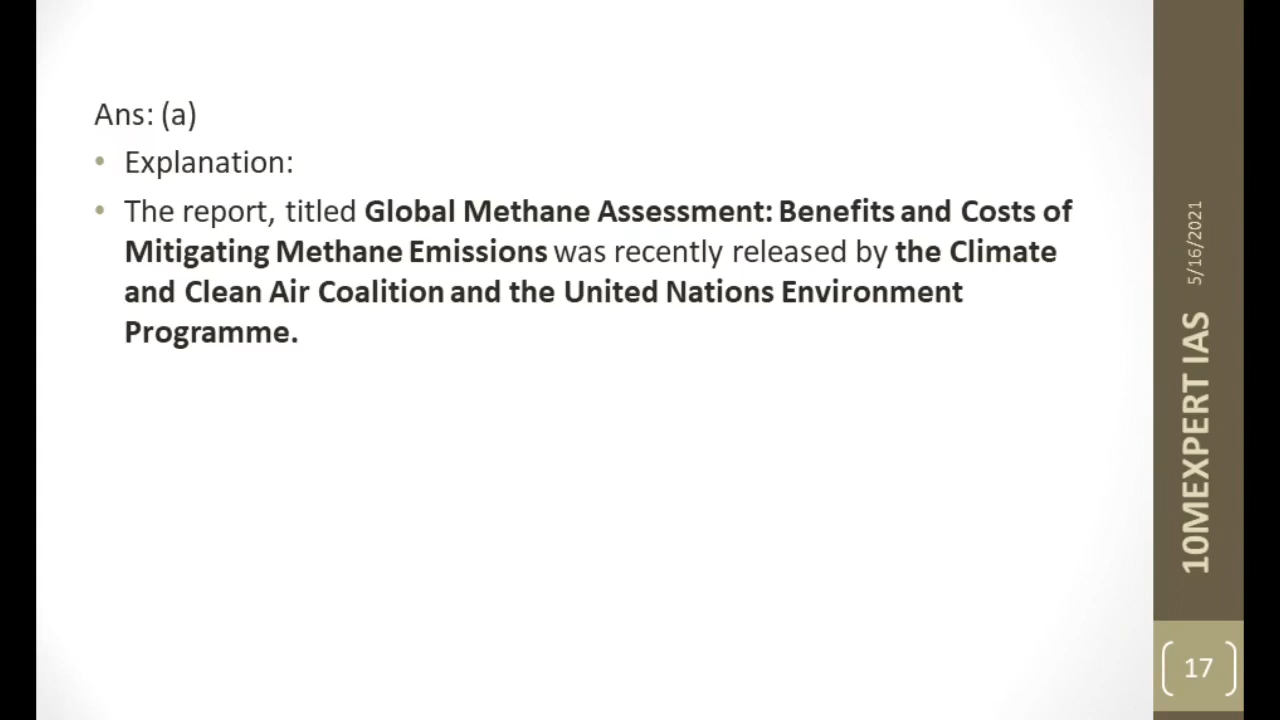 Ans: (a)
• Explanation:
• The report, titled Global Methane Assessment: Benefits and Costs of
Mitigating Methane Emissions was recently released by the Climate
and Clean Air Coalition and the United Nations Environment
Programme.
5/16/2021
10MEXPERT IAS
17